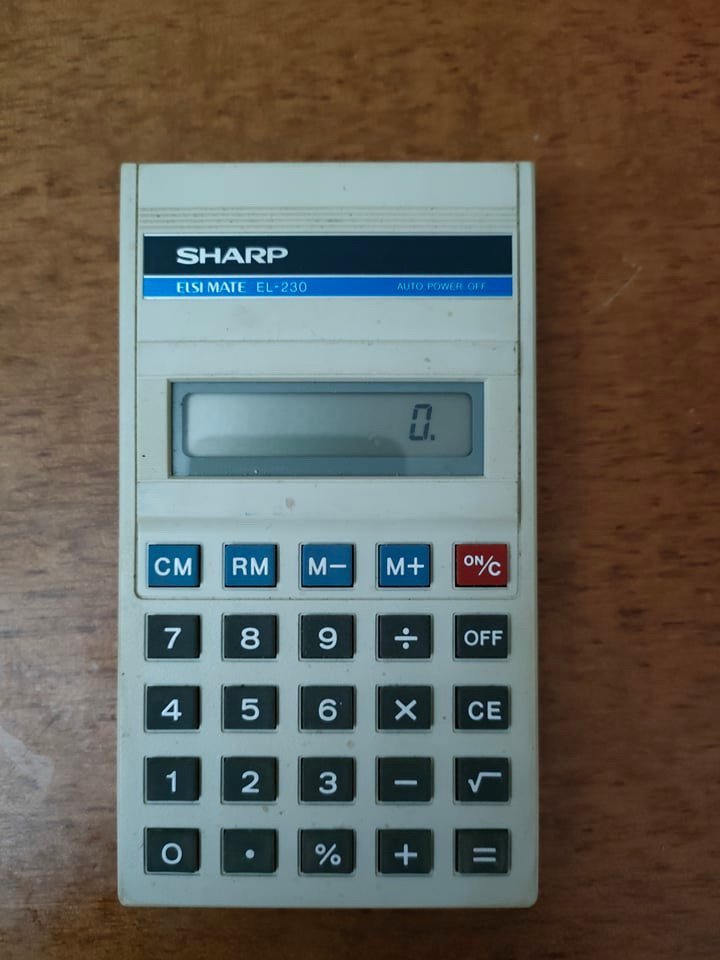 SHARP
ELSI MATE EL-230 AUTO POWER OFF
0.
CM RM M− M+ ON/C
7 8 9 ÷ OFF
4 5 6 × CE
1 2 3 − √
0 . % + =